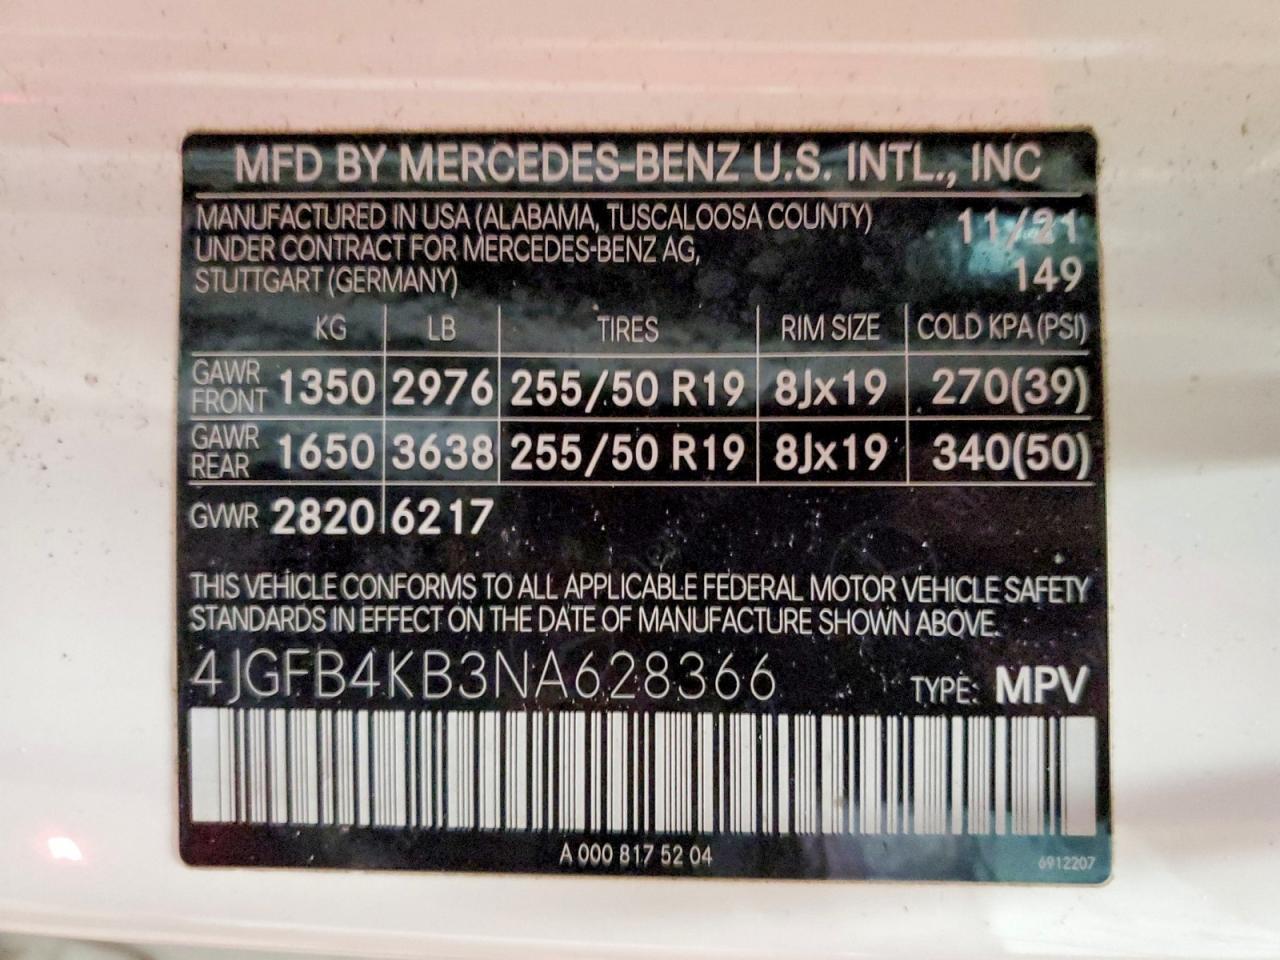 MFD BY MERCEDES-BENZ U.S. INTL., INC
MANUFACTURED IN USA (ALABAMA, TUSCALOOSA COUNTY) 11/21
UNDER CONTRACT FOR MERCEDES-BENZ AG,
STUTTGART (GERMANY) 149
KG LB TIRES RIM SIZE COLD KPA (PSI)
GAWR FRONT 1350 2976 255/50 R19 8Jx19 270(39)
GAWR REAR 1650 3638 255/50 R19 8Jx19 340(50)
GVWR 2820 6217
THIS VEHICLE CONFORMS TO ALL APPLICABLE FEDERAL MOTOR VEHICLE SAFETY
STANDARDS IN EFFECT ON THE DATE OF MANUFACTURE SHOWN ABOVE.
4JGFB4KB3NA628366 TYPE: MPV
A 000 817 52 04 6912207